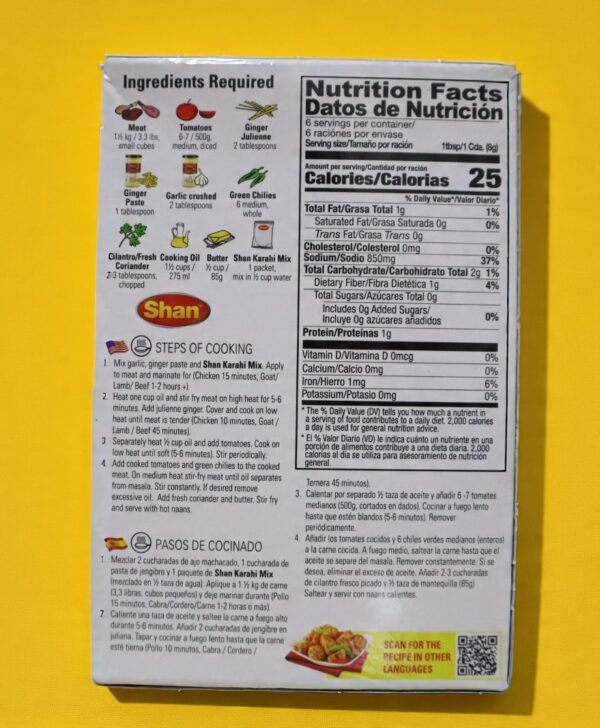 Ingredients Required
Meat
1½ kg / 3.3 lbs,
small cubes
Tomatoes
6-7 / 500g,
medium, diced
Ginger
Julienne
2 tablespoons
Ginger
Paste
1 tablespoon
Garlic crushed
2 tablespoons
Green Chilies
6 medium,
whole
Cilantro/Fresh
Coriander
2-3 tablespoons,
chopped
Cooking Oil
1½ cups /
275 ml
Butter
½ cup /
85g
Shan Karahi Mix
1 packet,
mix in ½ cup water
Shan
STEPS OF COOKING
1. Mix garlic, ginger paste and Shan Karahi Mix. Apply
to meat and marinate for (Chicken 15 minutes, Goat/
Lamb/ Beef 1-2 hours +).
2. Heat one cup oil and stir fry meat on high heat for 5-6
minutes. Add julienne ginger. Cover and cook on low
heat until meat is tender (Chicken 10 minutes, Goat /
Lamb / Beef 45 minutes).
3. Separately heat ½ cup oil and add tomatoes. Cook on
low heat until soft (5-6 minutes). Stir periodically.
4. Add cooked tomatoes and green chilies to the cooked
meat. On medium heat stir-fry meat until oil separates
from masala. Stir constantly. If desired remove
excessive oil. Add fresh coriander and butter. Stir fry
and serve with hot naans.
PASOS DE COCINADO
1. Mezclar 2 cucharadas de ajo machacado, 1 cucharada de
pasta de jengibre y 1 paquete de Shan Karahi Mix
(mezclado en ½ taza de agua). Aplique a 1 ½ kg de carne
(3,3 libras, cubos pequeños) y deje marinar durante (Pollo
15 minutos, Cabra/Cordero/Carne 1-2 horas o más).
2. Caliente una taza de aceite y saltee la carne a fuego alto
durante 5-6 minutos. Añadir 2 cucharadas de jengibre en
juliana. Tapar y cocinar a fuego lento hasta que la carne
esté tierna (Pollo 10 minutos, Cabra / Cordero /
Nutrition Facts
Datos de Nutrición
6 servings per container/
6 raciónes por envase
Serving size/Tamaño por ración 1tbsp/1 Cda. (8g)
Amount per serving/Cantidad por ración
Calories/Calorias 25
% Daily Value*/Valor Diario*
Total Fat/Grasa Total 1g 1%
Saturated Fat/Grasa Saturada 0g 0%
Trans Fat/Grasa Trans 0g
Cholesterol/Colesterol 0mg 0%
Sodium/Sodio 850mg 37%
Total Carbohydrate/Carbohidrato Total 2g 1%
Dietary Fiber/Fibra Dietética 1g 4%
Total Sugars/Azúcares Total 0g
Includes 0g Added Sugars/
Incluye 0g azúcares añadidos 0%
Protein/Proteinas 1g
Vitamin D/Vitamina D 0mcg 0%
Calcium/Calcio 0mg 0%
Iron/Hierro 1mg 6%
Potassium/Potasio 0mg 0%
* The % Daily Value (DV) tells you how much a nutrient in
a serving of food contributes to a daily diet. 2,000 calories
a day is used for general nutrition advice.
* El % Valor Diario (VD) le indica cuánto un nutriente en una
porción de alimentos contribuye a una dieta diaria. 2,000
calorías al día se utiliza para asesoramiento de nutrición
general.
Ternera 45 minutos).
3. Calentar por separado ½ taza de aceite y añadir 6 -7 tomates
medianos (500g, cortados en dados). Cocinar a fuego lento
hasta que estén blandos (5-6 minutos). Remover
periódicamente.
4. Añadir los tomates cocidos y 6 chiles verdes medianos (enteros)
a la carne cocida. A fuego medio, saltear la carne hasta que el
aceite se separe del masala. Remover constantemente. Si se
desea, eliminar el exceso de aceite. Añadir 2-3 cucharadas
de cilantro fresco picado y ½ taza de mantequilla (85g)
Saltear y servir con naans calientes.
SCAN FOR THE
RECIPE IN OTHER
LANGUAGES